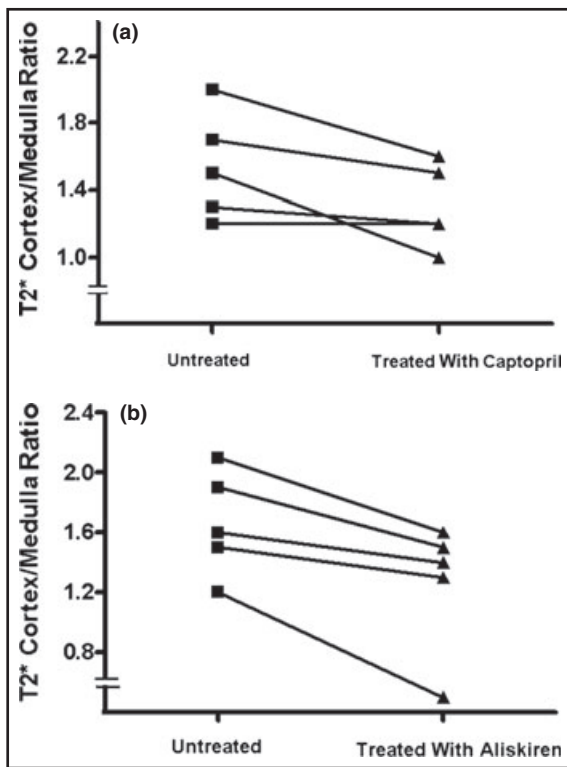 (a)
T2* Cortex/Medulla Ratio
2.2
1.8
1.4
1.0
Untreated
Treated With Captopril
(b)
T2* Cortex/Medulla Ratio
2.4
2.0
1.6
1.2
0.8
Untreated
Treated With Aliskiren